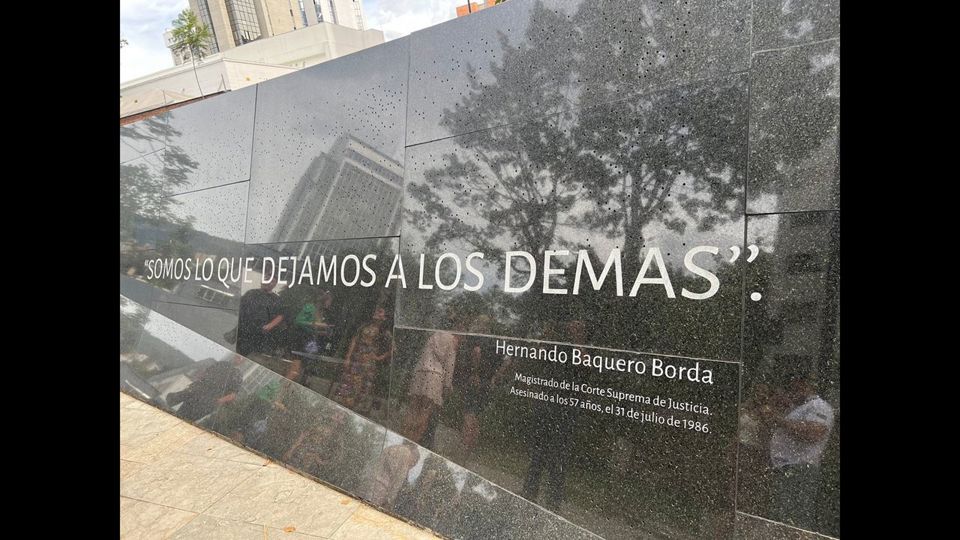 “SOMOS LO QUE DEJAMOS A LOS DEMAS”.
Hernando Baquero Borda
Magistrado de la Corte Suprema de Justicia.
Asesinado a los 57 años, el 31 de julio de 1986.